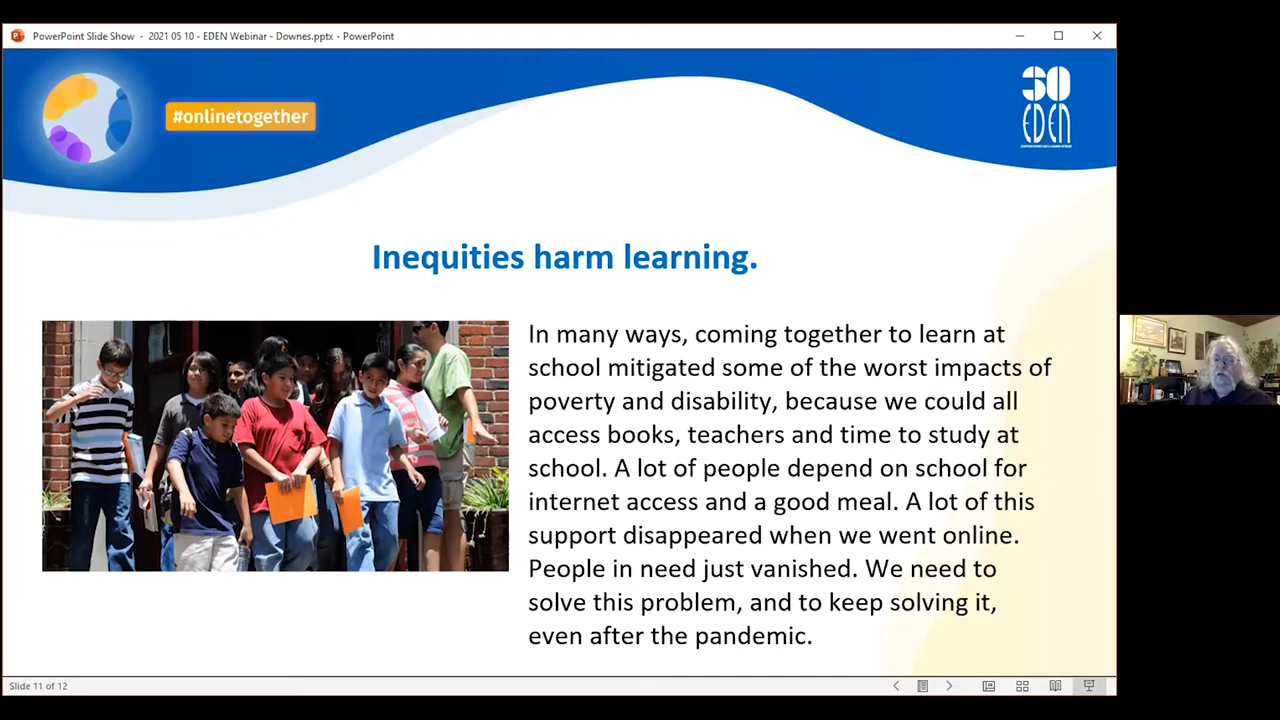 PowerPoint Slide Show - 2021 05 10 - EDEN Webinar - Downes.pptx - PowerPoint
#onlinetogether
30
EDEN
Inequities harm learning.
In many ways, coming together to learn at
school mitigated some of the worst impacts of
poverty and disability, because we could all
access books, teachers and time to study at
school. A lot of people depend on school for
internet access and a good meal. A lot of this
support disappeared when we went online.
People in need just vanished. We need to
solve this problem, and to keep solving it,
even after the pandemic.
Slide 11 of 12